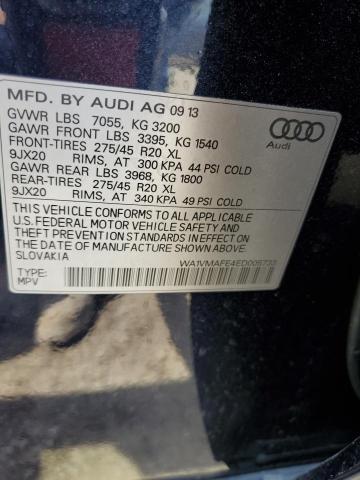 MFD. BY AUDI AG 09 13
GVWR LBS 7055, KG 3200
GAWR FRONT LBS 3395, KG 1540
FRONT-TIRES 275/45 R20 XL
9JX20 RIMS, AT 300 KPA 44 PSI COLD
GAWR REAR LBS 3968, KG 1800
REAR-TIRES 275/45 R20 XL
9JX20 RIMS, AT 340 KPA 49 PSI COLD
THIS VEHICLE CONFORMS TO ALL APPLICABLE
U.S. FEDERAL MOTOR VEHICLE SAFETY AND
THEFT PREVENTION STANDARDS IN EFFECT ON
THE DATE OF MANUFACTURE SHOWN ABOVE.
SLOVAKIA
TYPE: WA1VMAFE4ED005733
MPV
Audi